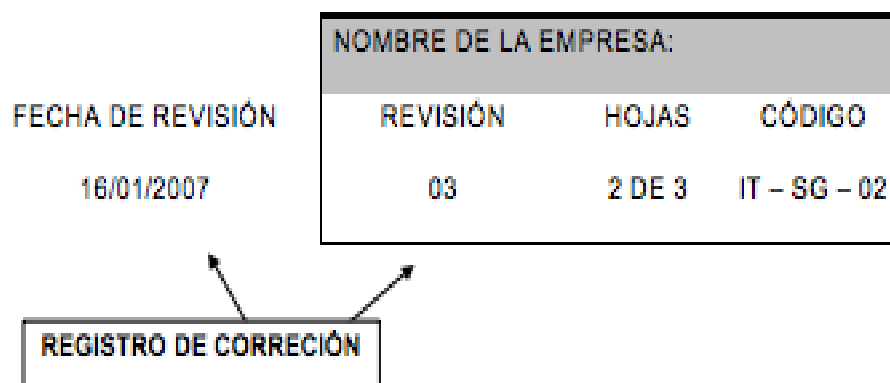 NOMBRE DE LA EMPRESA:
FECHA DE REVISIÓN REVISIÓN HOJAS CÓDIGO
16/01/2007 03 2 DE 3 IT – SG – 02
REGISTRO DE CORRECIÓN